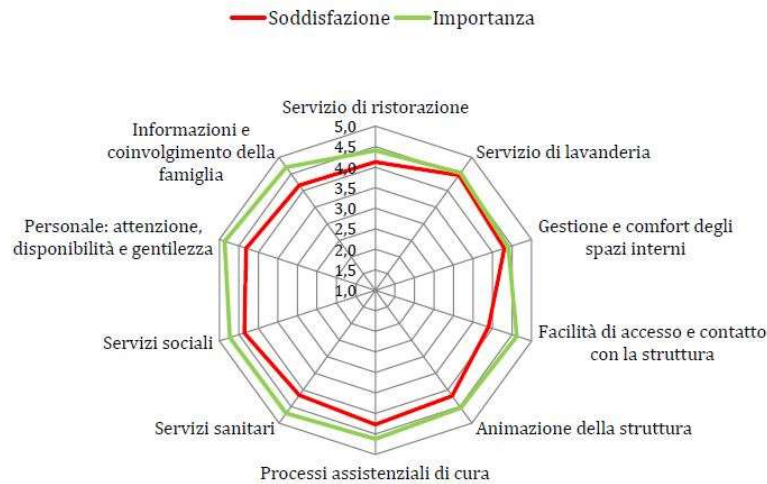 Soddisfazione Importanza
Servizio di ristorazione
Informazioni e
coinvolgimento della
famiglia
Servizio di lavanderia
Personale: attenzione,
disponibilità e gentilezza
Gestione e comfort degli
spazi interni
5,0
4,5
4,0
3,5
3,0
2,5
2,0
1,5
1,0
Servizi sociali
Facilità di accesso e contatto
con la struttura
Servizi sanitari
Animazione della struttura
Processi assistenziali di cura